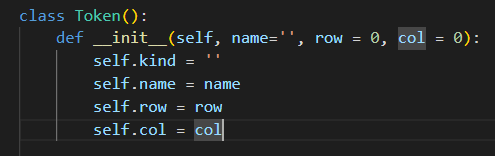 class Token():
    def __init__(self, name='', row = 0, col = 0):
        self.kind = ''
        self.name = name
        self.row = row
        self.col = col